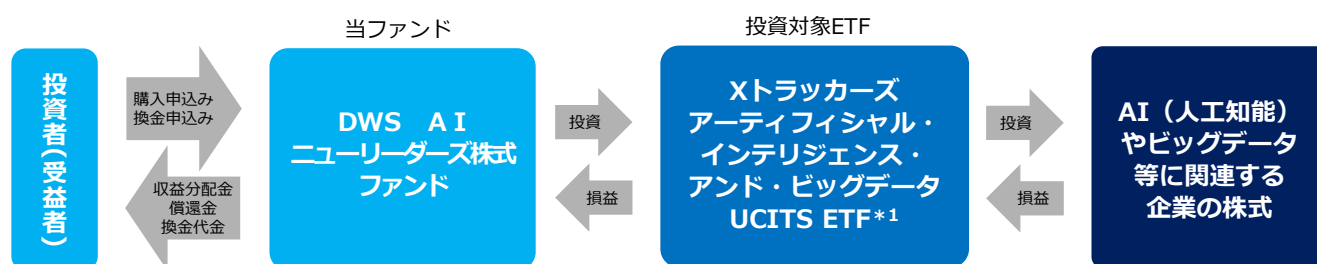 当ファンド
投資対象ETF
投資者(受益者)
購入申込み
換金申込み
収益分配金
償還金
換金代金
DWS　ＡＩ
ニューリーダーズ株式
ファンド
投資
損益
Xトラッカーズ
アーティフィシャル・
インテリジェンス・
アンド・ビッグデータ
UCITS ETF*1
投資
損益
AI（人工知能）
やビッグデータ
等に関連する
企業の株式